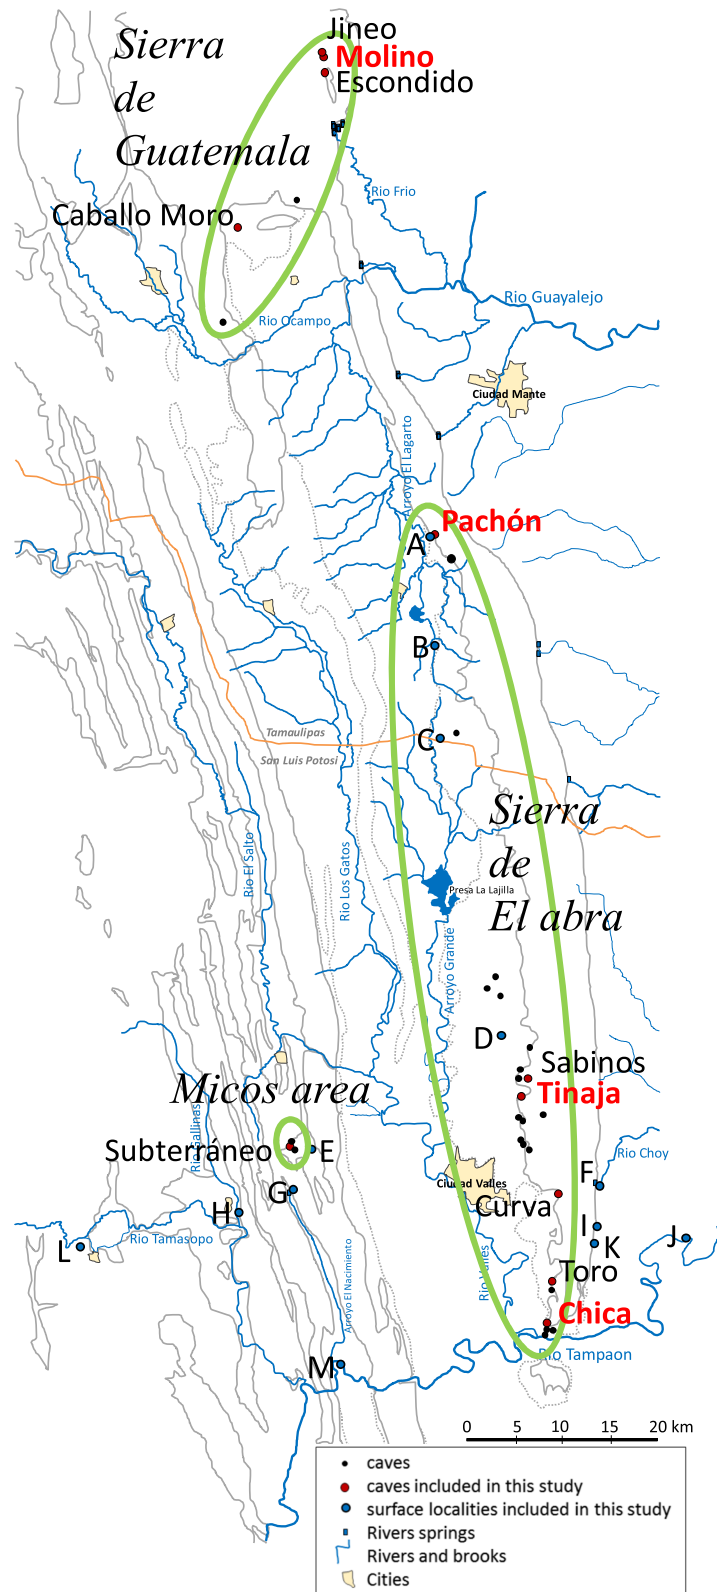 Sierra
de
Guatemala
Jineo
Molino
Escondido
Rio Frio
Caballo Moro
Rio Guayalejo
Rio Ocampo
Ciudad Mante
Arroyo El Lagarto
Pachón
A
B
C
Tamaulipas
San Luis Potosi
Sierra
de
El abra
Rio El Salto
Rio Los Gatos
Presa La Lajilla
Arroyo Grande
D
Sabinos
Tinaja
Micos area
Rio Gallinas
Subterráneo
E
G
H
L
Rio Tamasopo
Arroyo El Nacimiento
M
Ciudad Valles
Curva
Rio Valles
F
Rio Choy
I
K
J
Toro
Chica
Rio Tampaon
0 5 10 15 20 km
caves
caves included in this study
surface localities included in this study
Rivers springs
Rivers and brooks
Cities